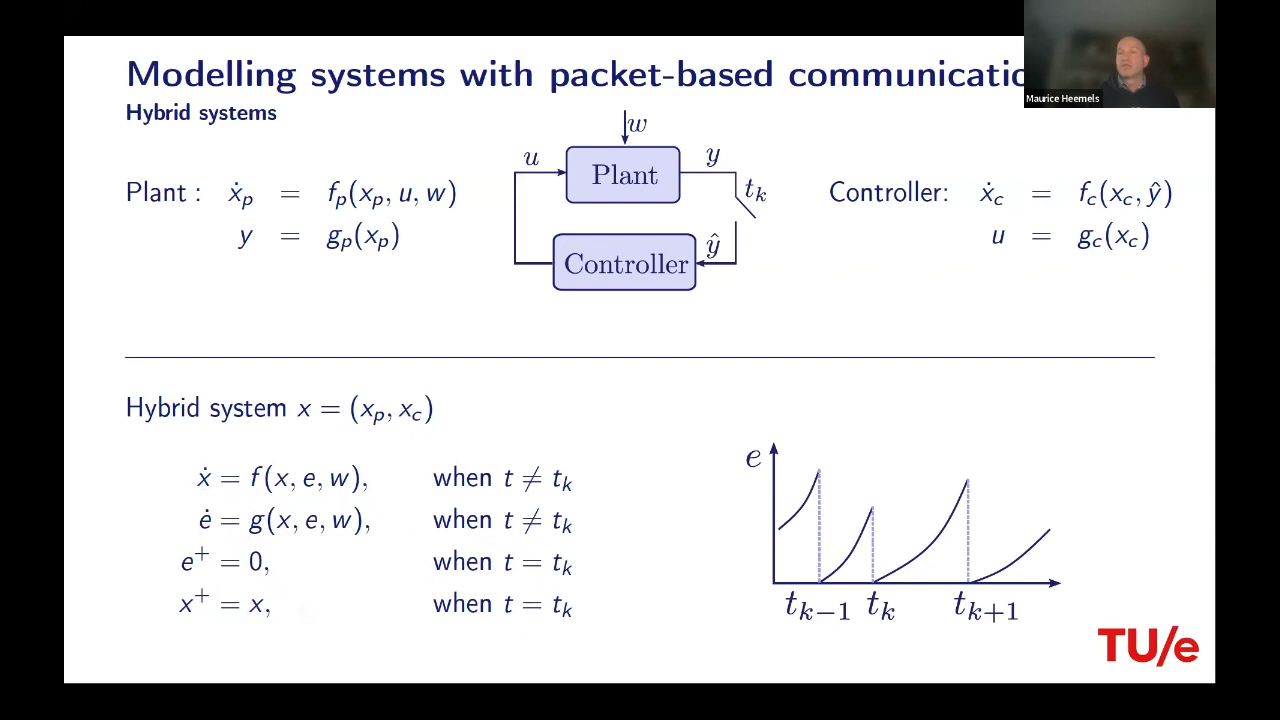 Modelling systems with packet-based communicatio
Maurice Heemels
Hybrid systems
w
u
y
Plant
t_k
ŷ
Controller
Plant : ẋ_p = f_p(x_p, u, w)
y = g_p(x_p)
Controller: ẋ_c = f_c(x_c, ŷ)
u = g_c(x_c)
Hybrid system x = (x_p, x_c)
ẋ = f(x, e, w), when t ≠ t_k
ė = g(x, e, w), when t ≠ t_k
e⁺ = 0, when t = t_k
x⁺ = x, when t = t_k
e
t_{k−1} t_k t_{k+1}
TU/e